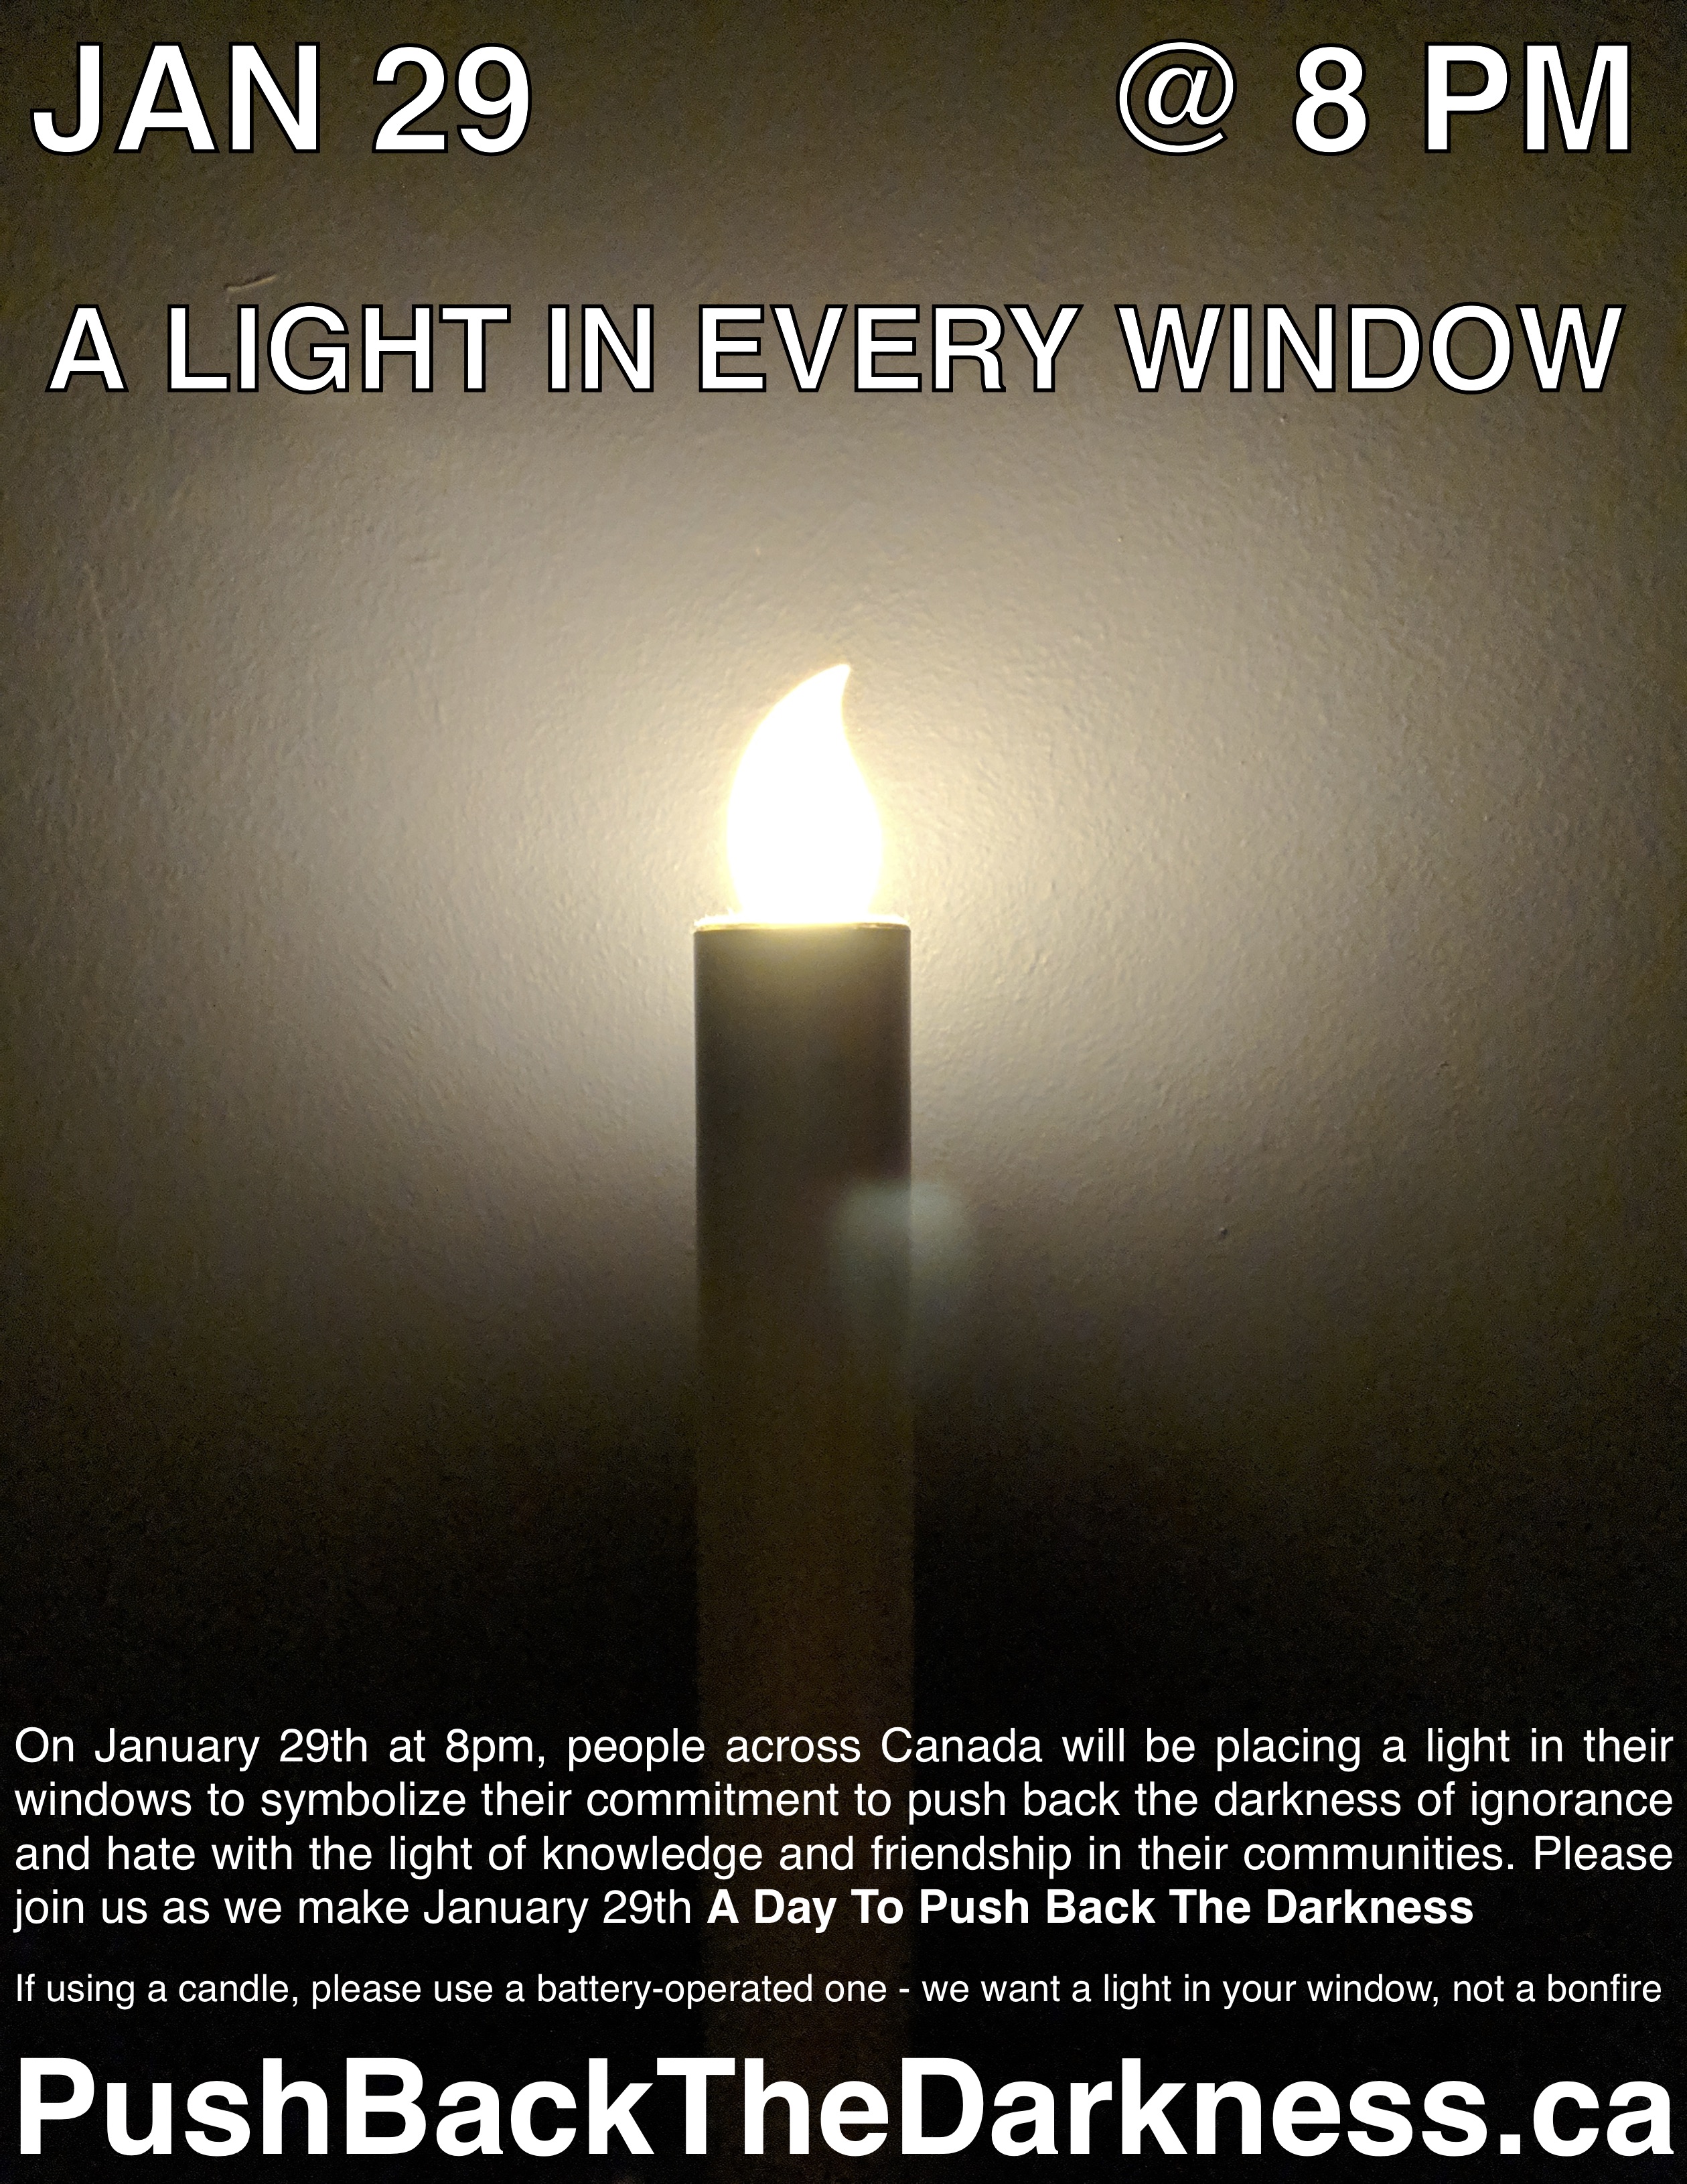 JAN 29 @ 8 PM
A LIGHT IN EVERY WINDOW
On January 29th at 8pm, people across Canada will be placing a light in their
windows to symbolize their commitment to push back the darkness of ignorance
and hate with the light of knowledge and friendship in their communities. Please
join us as we make January 29th A Day To Push Back The Darkness
If using a candle, please use a battery-operated one - we want a light in your window, not a bonfire
PushBackTheDarkness.ca